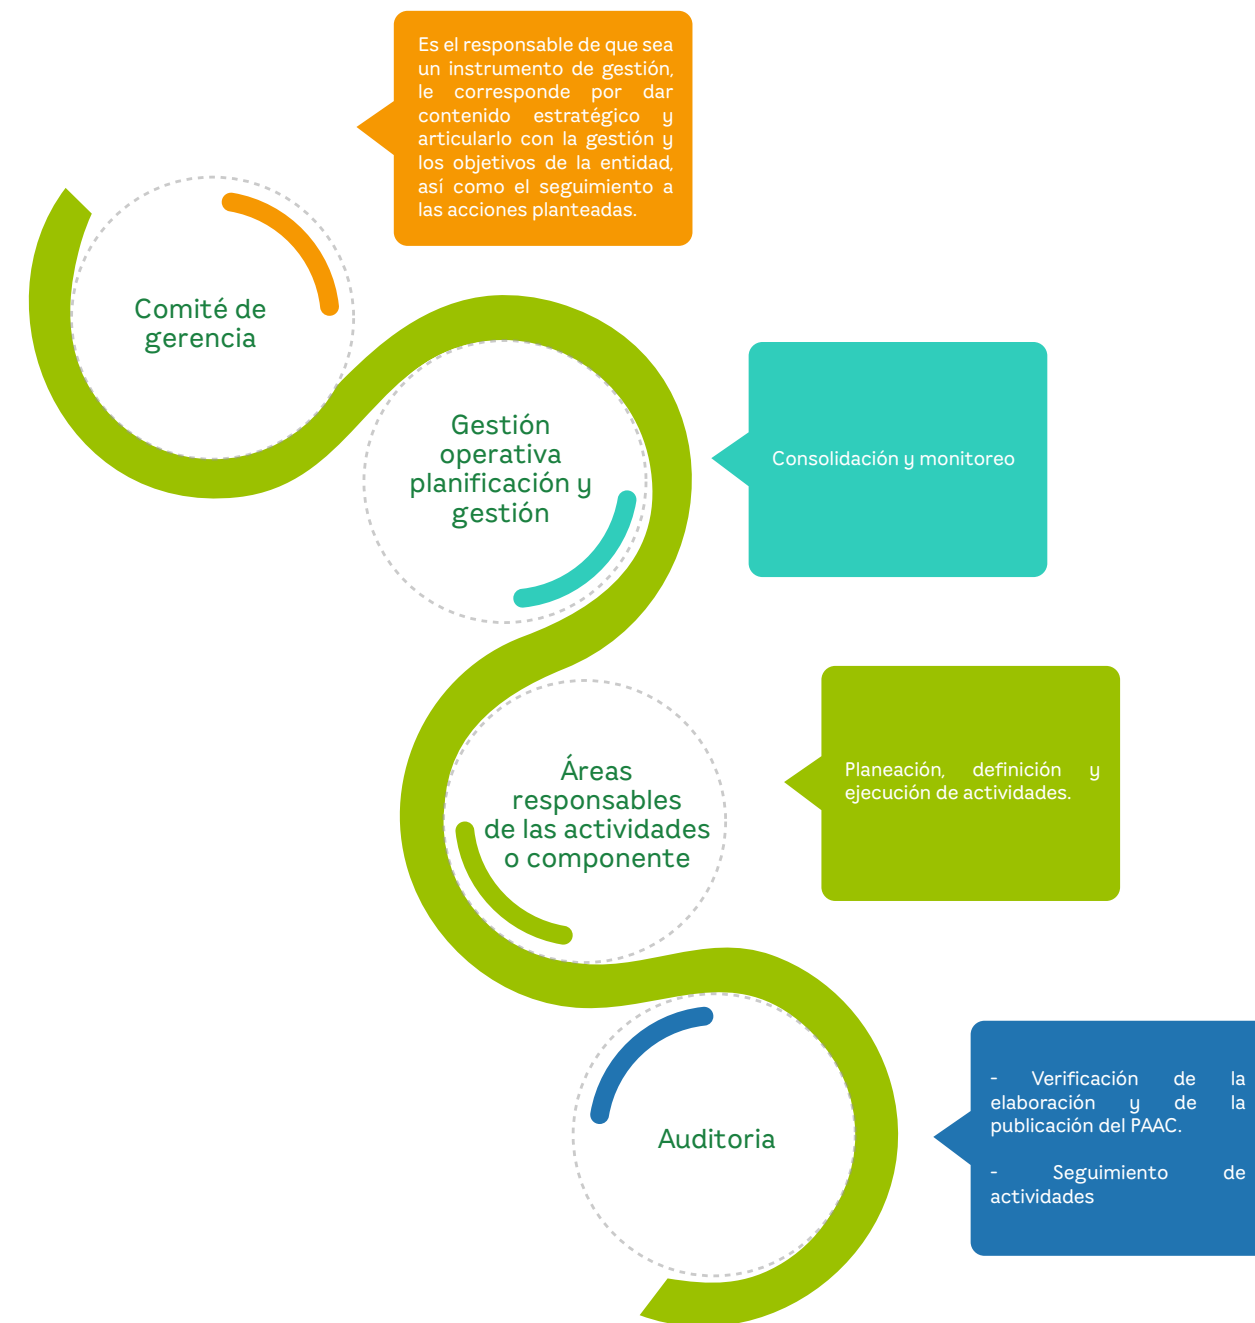 Es el responsable de que sea
un instrumento de gestión,
le corresponde por dar
contenido estratégico y
articularlo con la gestión y
los objetivos de la entidad,
así como el seguimiento a
las acciones planteadas.
Comité de
gerencia
Gestión
operativa
planificación y
gestión
Consolidación y monitoreo
Áreas
responsables
de las actividades
o componente
Planeación, definición y
ejecución de actividades.
Auditoria
- Verificación de la
elaboración y de la
publicación del PAAC.
- Seguimiento de
actividades